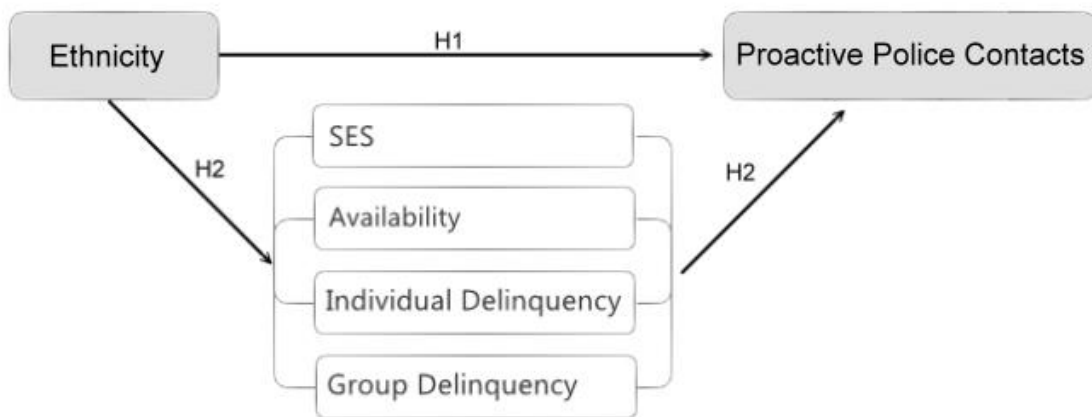 Ethnicity
H1
Proactive Police Contacts
SES
H2
H2
Availability
Individual Delinquency
Group Delinquency